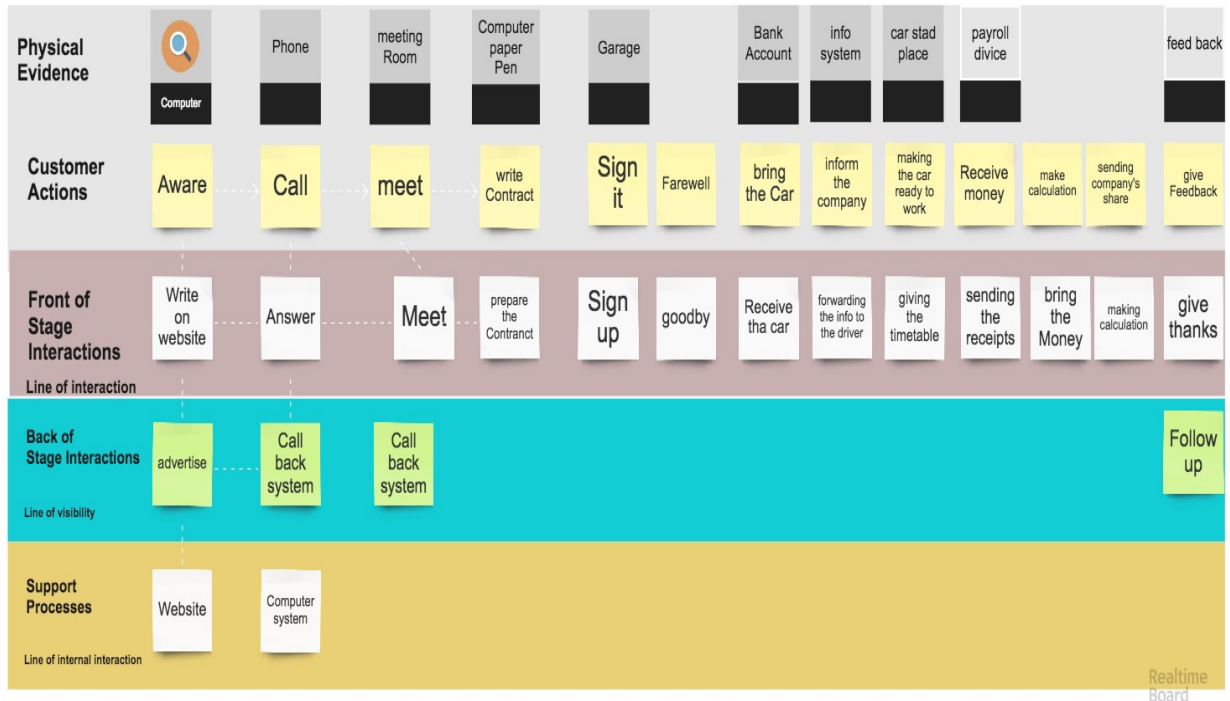 Physical
Evidence
Computer
Phone
meeting
Room
Computer
paper
Pen
Garage
Bank
Account
info
system
car stad
place
payroll
divice
feed back
Customer
Actions
Aware
Call
meet
write
Contract
Sign
it
Farewell
bring
the Car
inform
the
company
making
the car
ready to
work
Receive
money
make
calculation
sending
company's
share
give
Feedback
Front of
Stage
Interactions
Line of interaction
Write
on
website
Answer
Meet
prepare
the
Contranct
Sign
up
goodby
Receive
tha car
forwarding
the info to
the driver
giving
the
timetable
sending
the
receipts
bring
the
Money
making
calculation
give
thanks
Back of
Stage Interactions
Line of visibility
advertise
Call
back
system
Call
back
system
Follow
up
Support
Processes
Line of internal interaction
Website
Computer
system
Realtime
Board